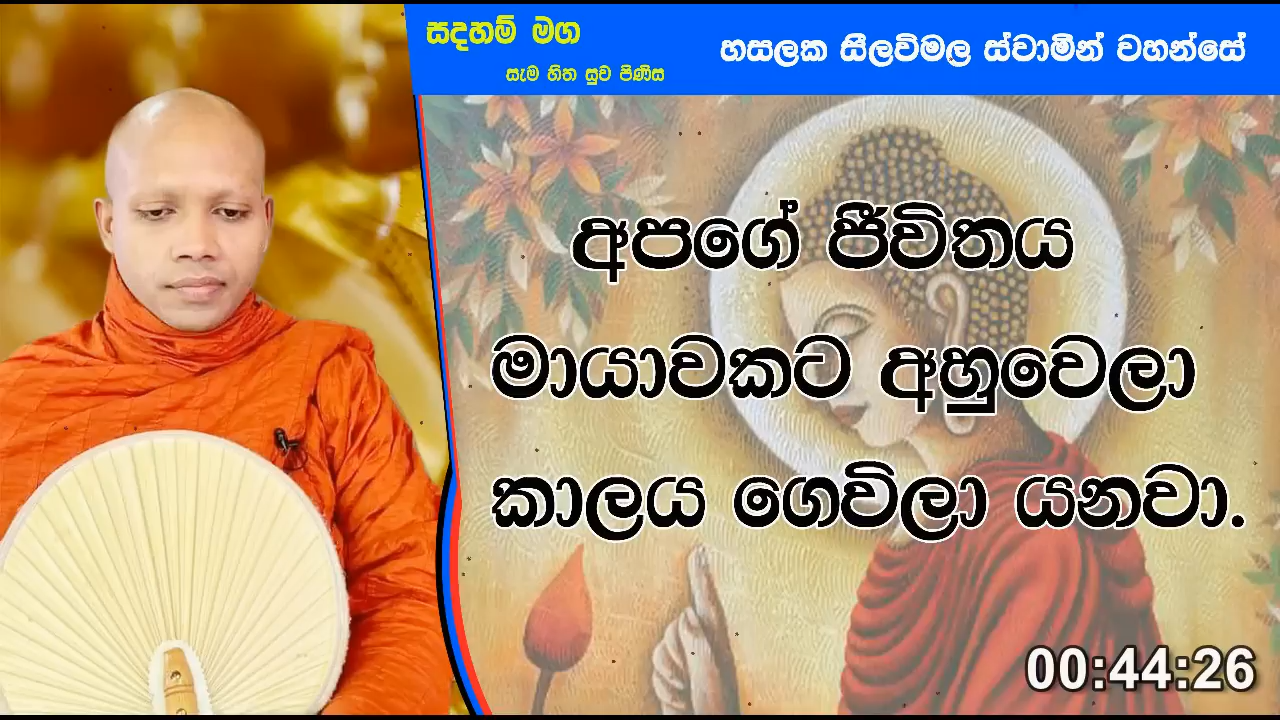 සදහම් මග
සැම හිත සුව පිණිස
හසලක සීලවිමල ස්වාමීන් වහන්සේ
අපගේ ජීවිතය
මායාවකට අහුවෙලා
කාලය ගෙවිලා යනවා.
00:44:26